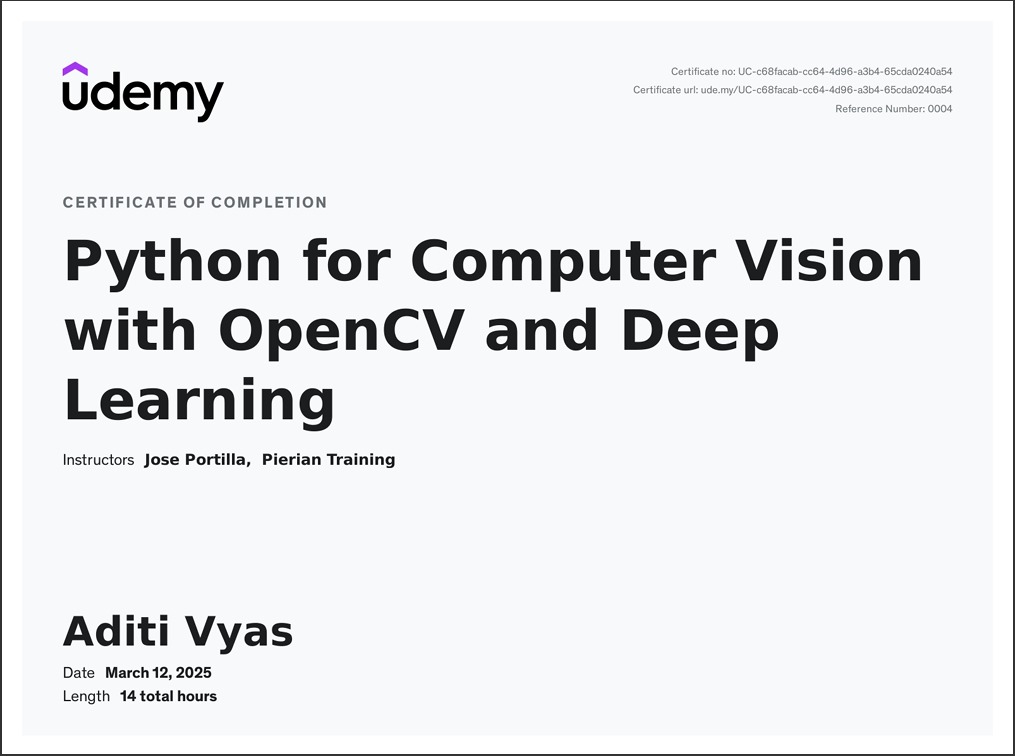 udemy
Certificate no: UC-c68facab-cc64-4d96-a3b4-65cda0240a54
Certificate url: ude.my/UC-c68facab-cc64-4d96-a3b4-65cda0240a54
Reference Number: 0004
CERTIFICATE OF COMPLETION
Python for Computer Vision
with OpenCV and Deep
Learning
Instructors Jose Portilla, Pierian Training
Aditi Vyas
Date March 12, 2025
Length 14 total hours